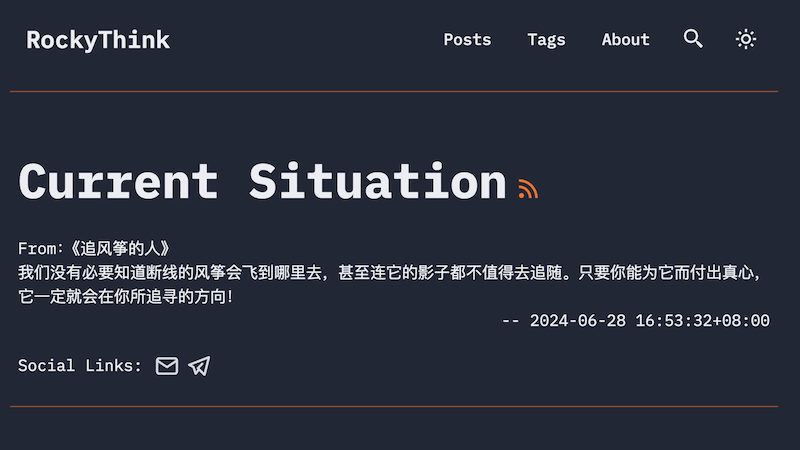 RockyThink
Posts
Tags
About
Current Situation
From：《追风筝的人》
我们没有必要知道断线的风筝会飞到哪里去，甚至连它的影子都不值得去追随。只要你能为它而付出真心，
它一定就会在你所追寻的方向！
-- 2024-06-28 16:53:32+08:00
Social Links: